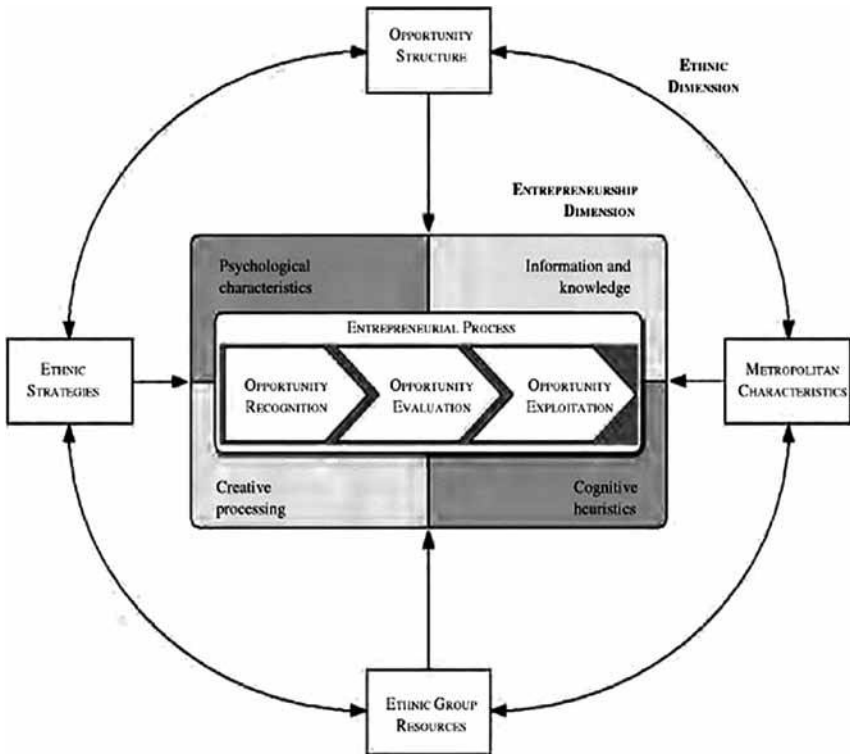 OPPORTUNITY
STRUCTURE
ETHNIC
DIMENSION
ENTREPRENEURSHIP
DIMENSION
Psychological
characteristics
Information and
knowledge
ENTREPRENEURIAL PROCESS
ETHNIC
STRATEGIES
OPPORTUNITY
RECOGNITION
OPPORTUNITY
EVALUATION
OPPORTUNITY
EXPLOITATION
METROPOLITAN
CHARACTERISTICS
Creative
processing
Cognitive
heuristics
ETHNIC GROUP
RESOURCES